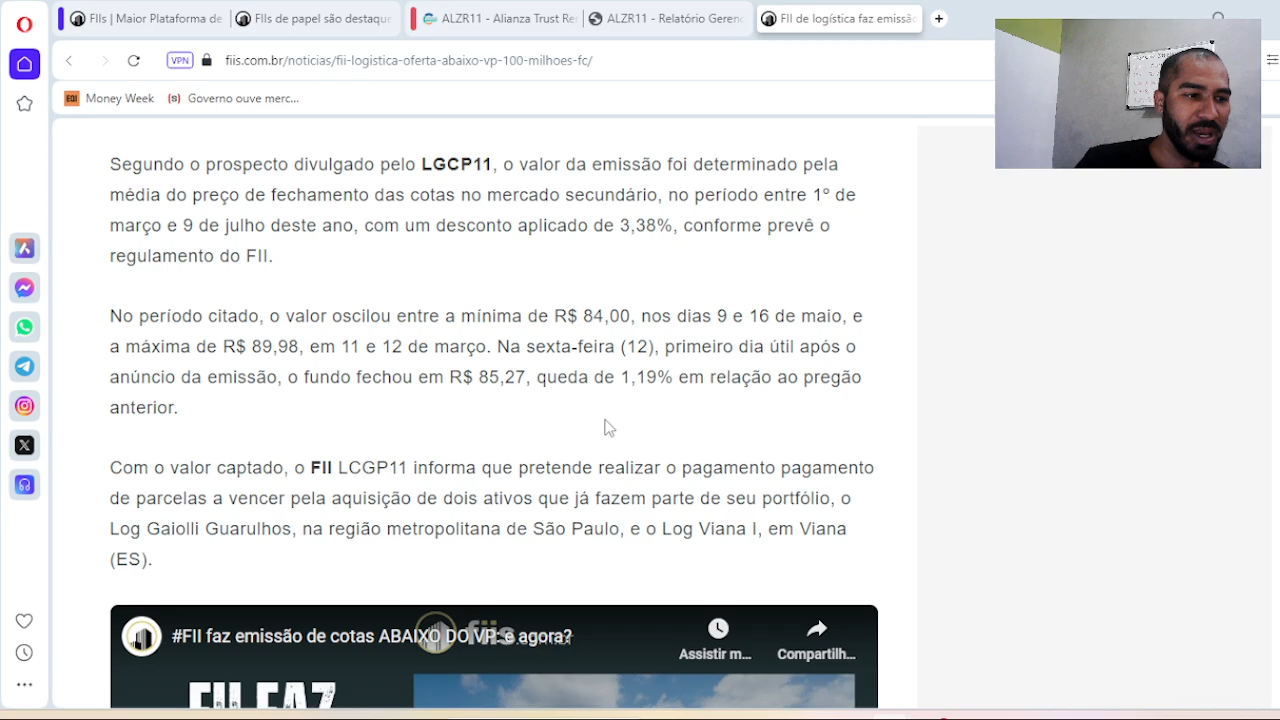 FIIs | Maior Plataforma de
FIIs de papel são destaque
ALZR11 - Alianza Trust Re
ALZR11 - Relatório Gerenc
FII de logística faz emissão
VPN
fiis.com.br/noticias/fii-logistica-oferta-abaixo-vp-100-milhoes-fc/
Money Week
Governo ouve merc...
Segundo o prospecto divulgado pelo LGCP11, o valor da emissão foi determinado pela
média do preço de fechamento das cotas no mercado secundário, no período entre 1º de
março e 9 de julho deste ano, com um desconto aplicado de 3,38%, conforme prevê o
regulamento do FII.
No período citado, o valor oscilou entre a mínima de R$ 84,00, nos dias 9 e 16 de maio, e
a máxima de R$ 89,98, em 11 e 12 de março. Na sexta-feira (12), primeiro dia útil após o
anúncio da emissão, o fundo fechou em R$ 85,27, queda de 1,19% em relação ao pregão
anterior.
Com o valor captado, o FII LCGP11 informa que pretende realizar o pagamento pagamento
de parcelas a vencer pela aquisição de dois ativos que já fazem parte de seu portfólio, o
Log Gaiolli Guarulhos, na região metropolitana de São Paulo, e o Log Viana I, em Viana
(ES).
#FII faz emissão de cotas ABAIXO DO VP: e agora?
fiis
Assistir m...
Compartilh...
FII FAZ